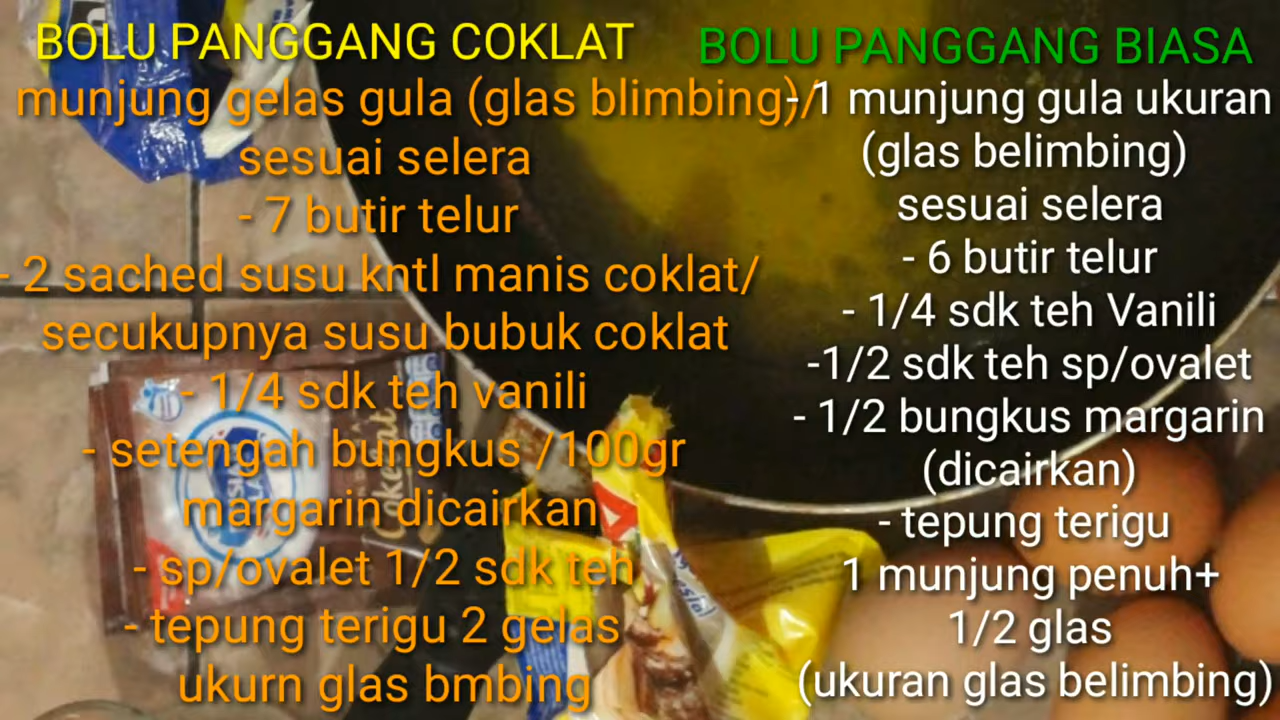 BOLU PANGGANG COKLAT
munjung gelas gula (glas blimbing)/
sesuai selera
- 7 butir telur
- 2 sached susu kntl manis coklat/
secukupnya susu bubuk coklat
- 1/4 sdk teh vanili
- setengah bungkus /100gr
margarin dicairkan
- sp/ovalet 1/2 sdk teh
- tepung terigu 2 gelas
ukurn glas bmbing
BOLU PANGGANG BIASA
- 1 munjung gula ukuran
(glas belimbing)
sesuai selera
- 6 butir telur
- 1/4 sdk teh Vanili
-1/2 sdk teh sp/ovalet
- 1/2 bungkus margarin
(dicairkan)
- tepung terigu
1 munjung penuh+
1/2 glas
(ukuran glas belimbing)